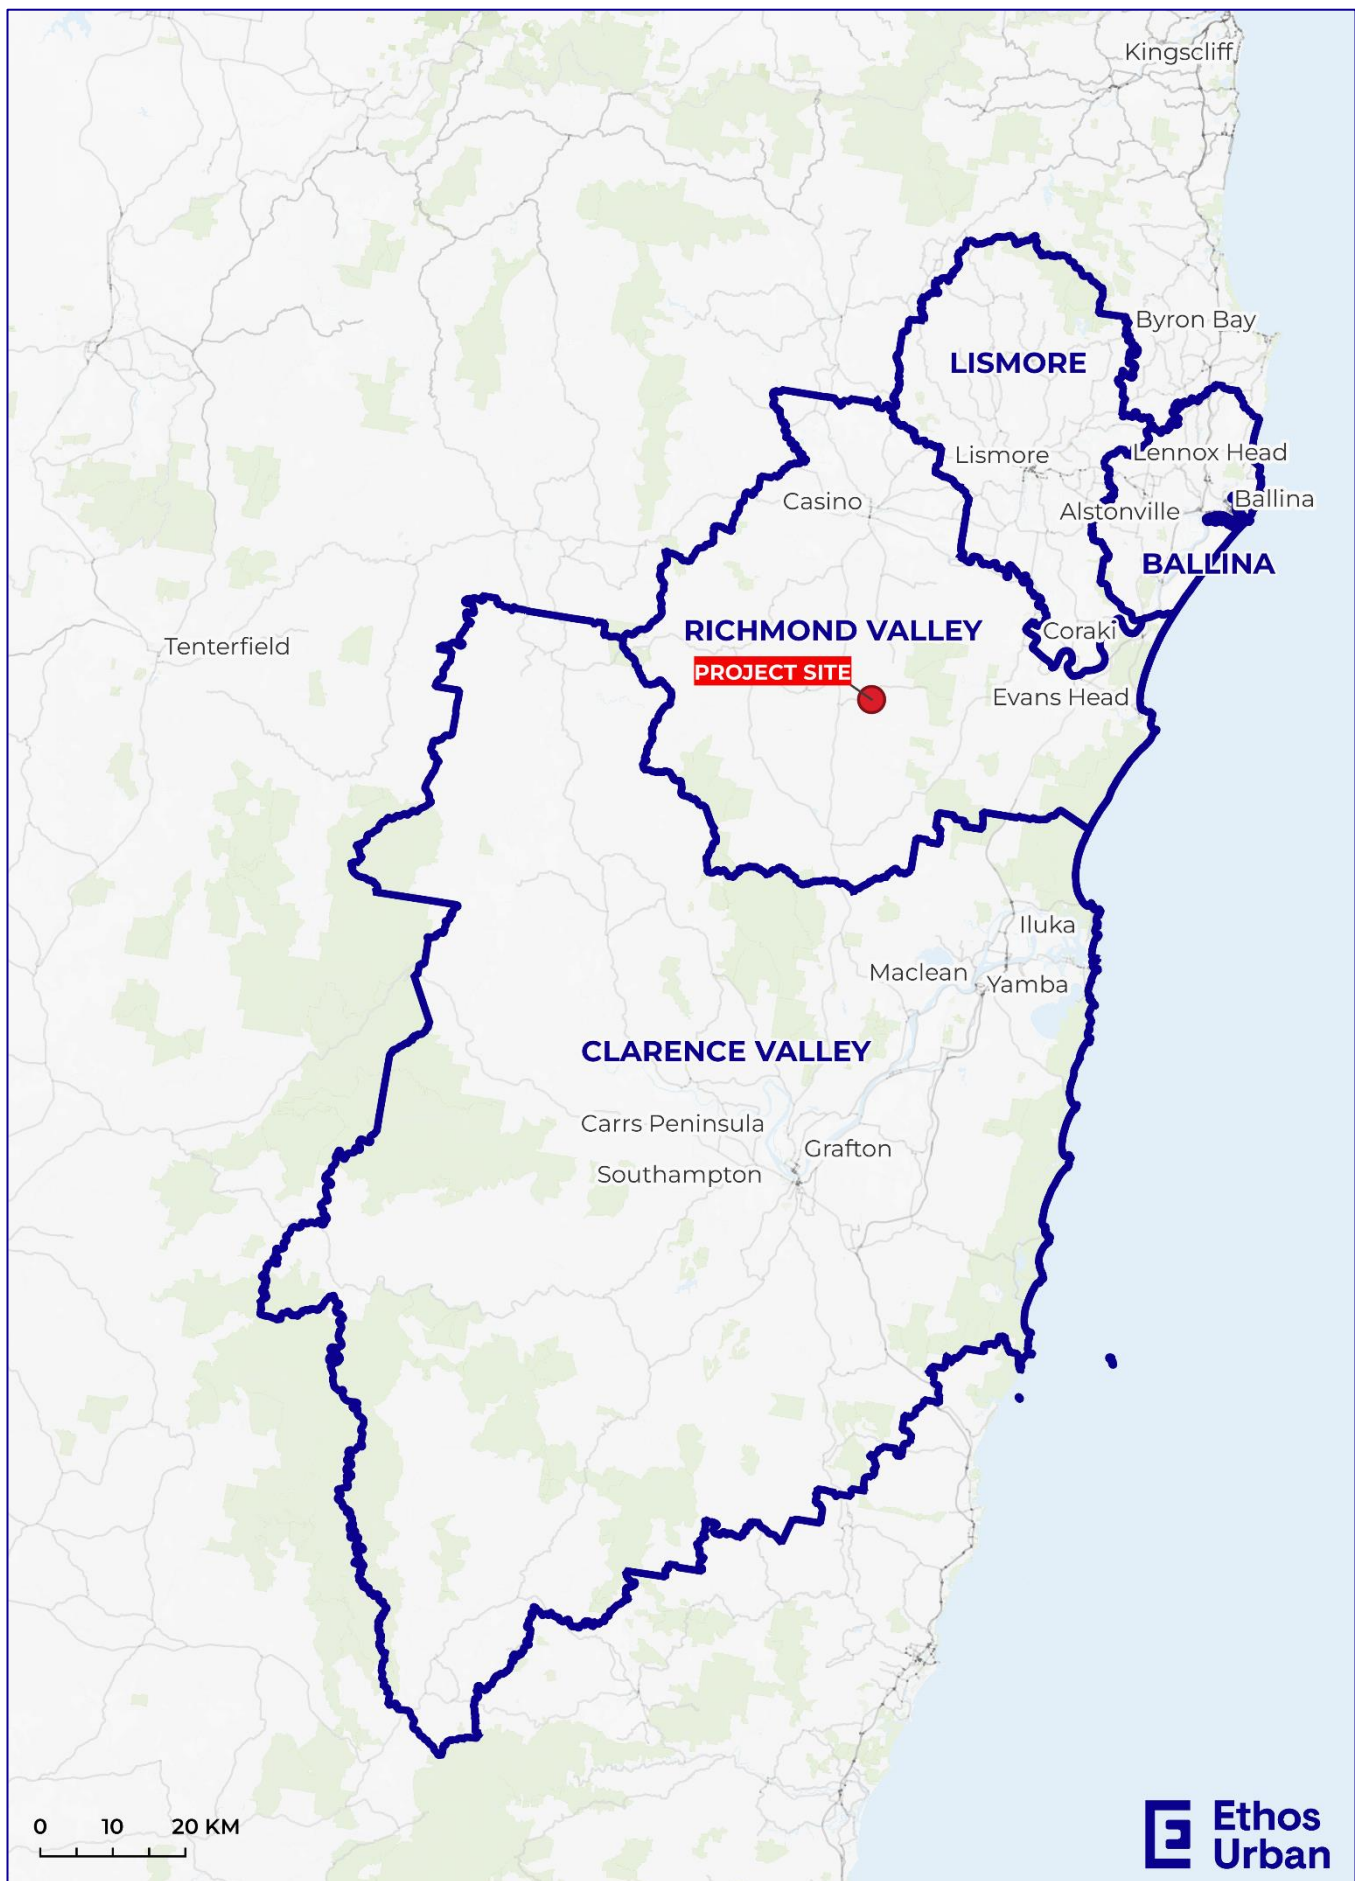 Kingscliff
Byron Bay
LISMORE
Lismore
Lennox Head
Casino
Ballina
Alstonville
BALLINA
RICHMOND VALLEY
Coraki
Tenterfield
PROJECT SITE
Evans Head
Iluka
Maclean
Yamba
CLARENCE VALLEY
Carrs Peninsula
Grafton
Southampton
0 10 20 KM
Ethos
Urban